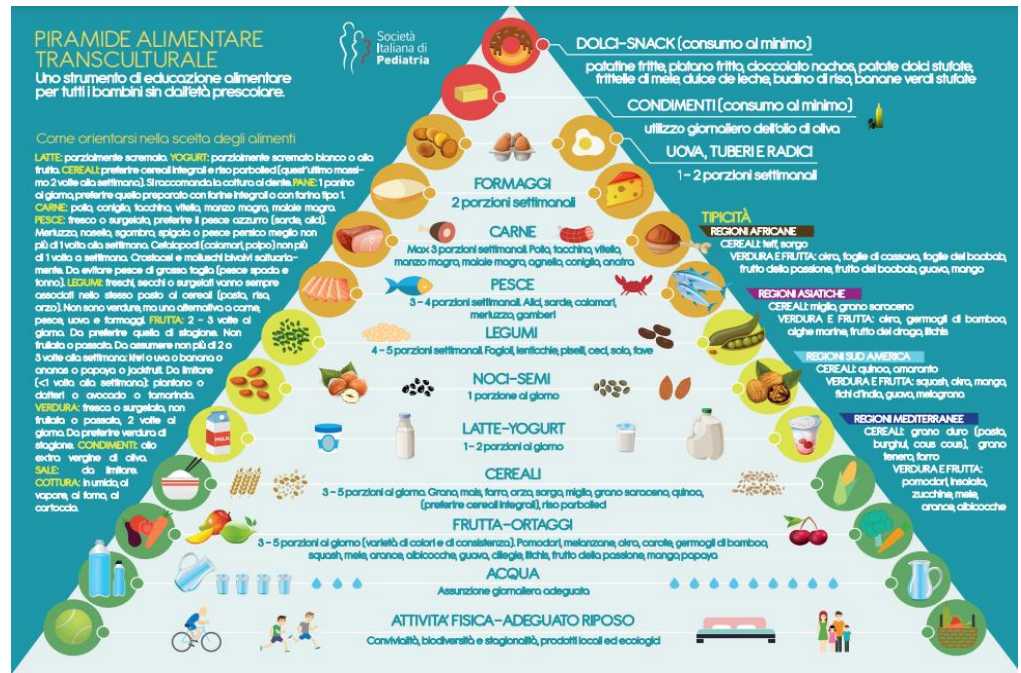 PIRAMIDE ALIMENTARE
TRANSCULTURALE
Uno strumento di educazione alimentare
per tutti i bambini sin dall'età prescolare.
Società
Italiana di
Pediatria
Come orientarsi nella scelta degli alimenti
LATTE: parzialmente scremato. YOGURT: parzialmente scremato bianco o alla
frutta. CEREALI: preferire cereali integrali e riso parboiled (quest'ultimo massi-
mo 2 volte alla settimana). Si raccomanda la cottura al dente. PANE: 1 panino
al giorno, preferire quello preparato con farine integrali o con farina tipo 1.
CARNE: pollo, coniglio, tacchino, vitello, manzo magro, maiale magro.
PESCE: fresco o surgelato, preferire il pesce azzurro (sarde, alici).
Merluzzo, nasello, sgombro, spigola o pesce persico meglio non
più di 1 volta alla settimana. Cefalopodi (calamari, polpo) non più
di 1 volta a settimana. Crostacei e molluschi bivalvi saltuaria-
mente. Da evitare pesce di grossa taglia (pesce spada e
tonno). LEGUMI: freschi, secchi o surgelati vanno sempre
associati nello stesso pasto ai cereali (pasta, riso,
orzo). Non sono verdure, ma una alternativa a carne,
pesce, uova e formaggi. FRUTTA: 2 - 3 volte al
giorno. Da preferire quella di stagione. Non
frullata o passata. Da assumere non più di 2 o
3 volte alla settimana: kiwi o uva o banana o
ananas o papaya o jackfruit. Da limitare
(<1 volta alla settimana): plantano o
datteri o avocado o tamarindo.
VERDURA: fresca o surgelata, non
frullata o passata, 2 volte al
giorno. Da preferire verdura di
stagione. CONDIMENTI: olio
extra vergine di oliva.
SALE: da limitare.
COTTURA: in umido, al
vapore, al forno, al
cartoccio.
DOLCI-SNACK (consumo al minimo)
patatine fritte, platano fritto, cioccolato nachos, patate dolci stufate,
frittelle di mele, dulce de leche, budino di riso, banane verdi stufate
CONDIMENTI (consumo al minimo)
utilizzo giornaliero dell'olio di oliva
UOVA, TUBERI E RADICI
1 - 2 porzioni settimanali
FORMAGGI
2 porzioni settimanali
CARNE
Max 3 porzioni settimanali. Pollo, tacchino, vitello,
manzo magro, maiale magro, agnello, coniglio, anatra
PESCE
3 - 4 porzioni settimanali. Alici, sarde, calamari,
merluzzo, gamberi
LEGUMI
4 - 5 porzioni settimanali. Fagioli, lenticchie, piselli, ceci, soia, fave
NOCI-SEMI
1 porzione al giorno
LATTE-YOGURT
1 - 2 porzioni al giorno
MILK
CEREALI
3 - 5 porzioni al giorno. Grano, mais, farro, orzo, sorgo, miglio, grano saraceno, quinoa,
(preferire cereali integrali), riso parboiled
FRUTTA-ORTAGGI
3 - 5 porzioni al giorno (varietà di colori e di consistenza). Pomodori, melanzane, okra, carote, germogli di bamboo,
squash, mele, arance, albicocche, guava, ciliegie, litchis, frutto della passione, mango papaya
ACQUA
Assunzione giornaliera adeguata
ATTIVITA' FISICA-ADEGUATO RIPOSO
Convivialità, biodiversità e stagionalità, prodotti locali ed ecologici
TIPICITÀ
REGIONI AFRICANE
CEREALI: teff, sorgo
VERDURA E FRUTTA: okra, foglie di cassava, foglie del baobab,
frutto della passione, frutto del baobab, guava, mango
REGIONI ASIATICHE
CEREALI: miglio, grano saraceno
VERDURA E FRUTTA: okra, germogli di bamboo,
alghe marine, frutto del drago, litchis
REGIONI SUD AMERICA
CEREALI: quinoa, amaranto
VERDURA E FRUTTA: squash, okra, mango,
fichi d'india, guava, melograna
REGIONI MEDITERRANEE
CEREALI: grano duro (pasta,
burghul, cous cous), grano
tenero, farro
VERDURA E FRUTTA:
pomodori, insalata,
zucchine, mele,
arance, albicocche